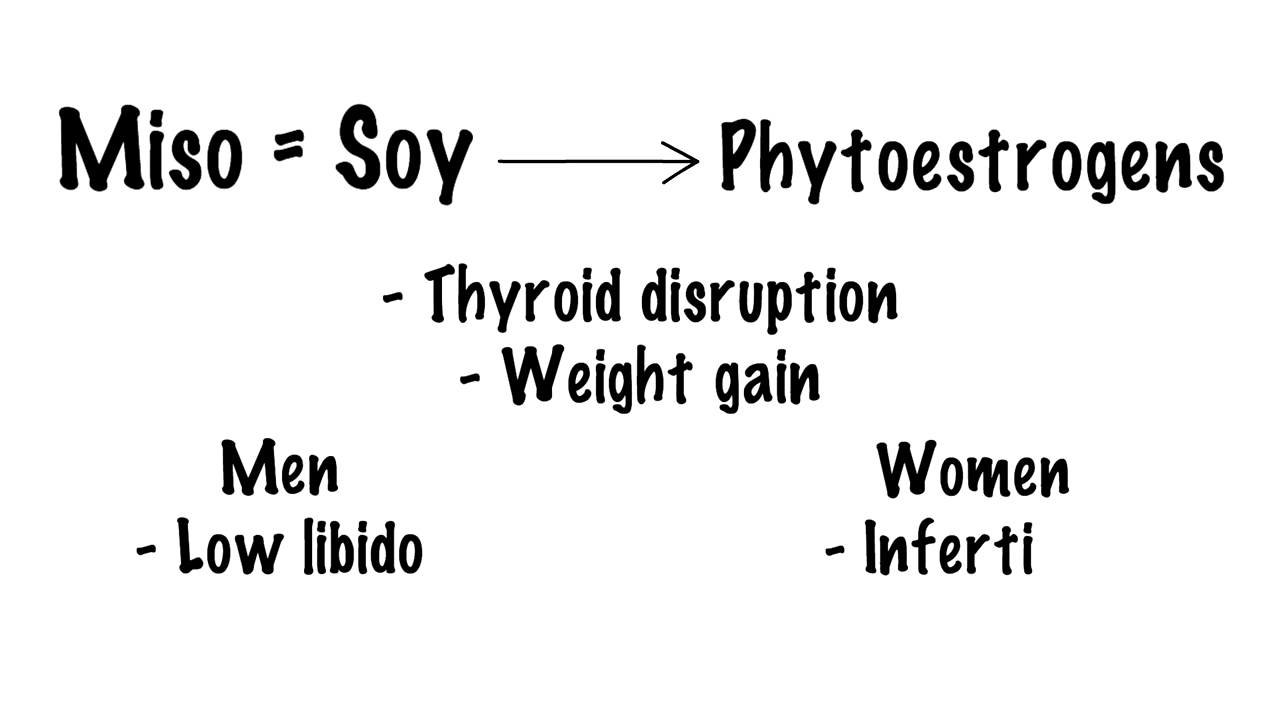 Miso = Soy → Phytoestrogens
- Thyroid disruption
- Weight gain
Men
- Low libido
Women
- Inferti